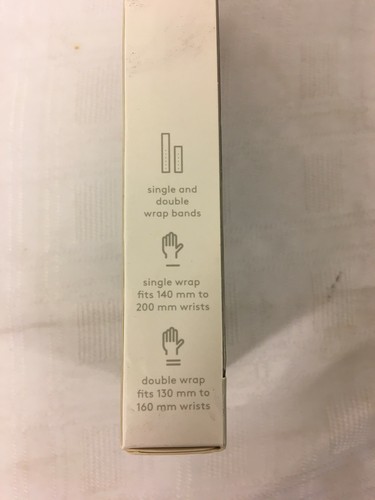 single and
double
wrap bands
single wrap
fits 140 mm to
200 mm wrists
double wrap
fits 130 mm to
160 mm wrists